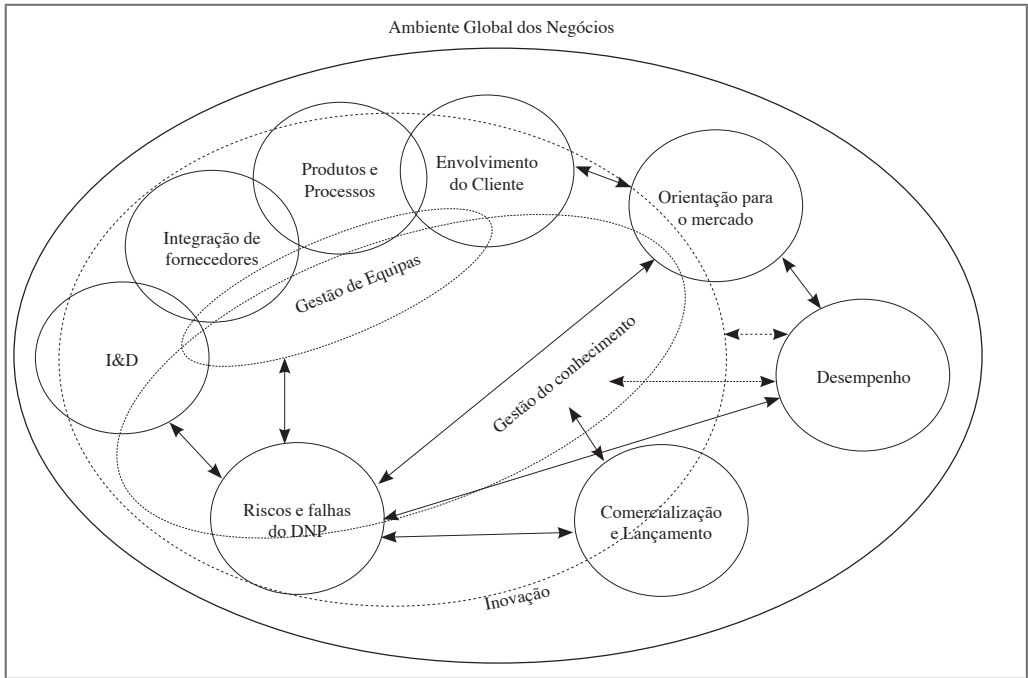 Ambiente Global dos Negócios
Produtos e
Processos
Envolvimento
do Cliente
Orientação para
o mercado
Integração de
fornecedores
Gestão de Equipas
I&D
Gestão do conhecimento
Desempenho
Riscos e falhas
do DNP
Comercialização
e Lançamento
Inovação